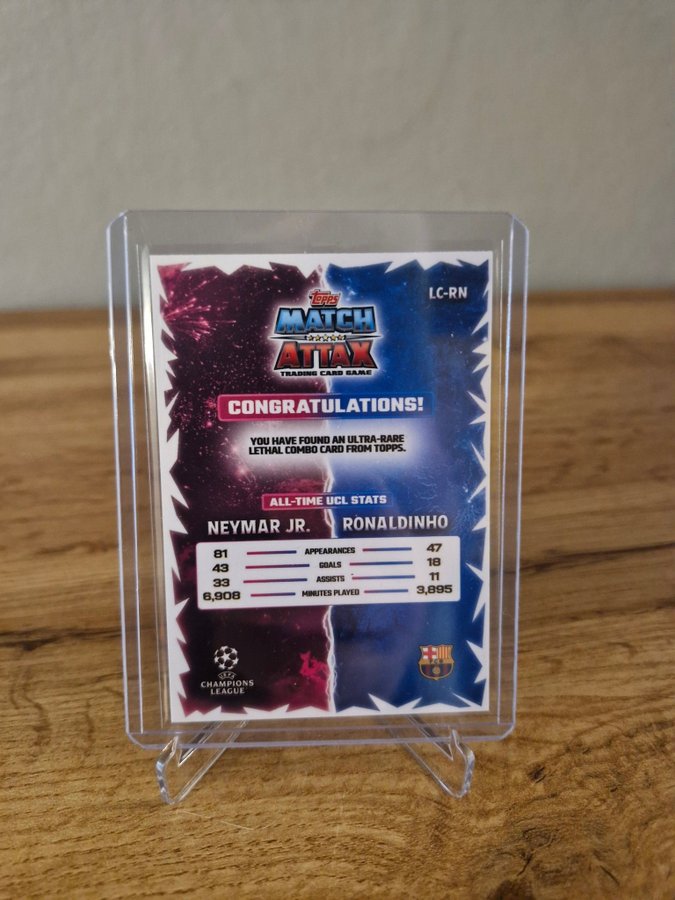 LC-RN
TOPPS
MATCH
ATTAX
TRADING CARD GAME
CONGRATULATIONS!
YOU HAVE FOUND AN ULTRA-RARE
LETHAL COMBO CARD FROM TOPPS.
ALL-TIME UCL STATS
NEYMAR JR. RONALDINHO
81 APPEARANCES 47
43 GOALS 18
33 ASSISTS 11
6,908 MINUTES PLAYED 3,895
UEFA
CHAMPIONS
LEAGUE
FCB